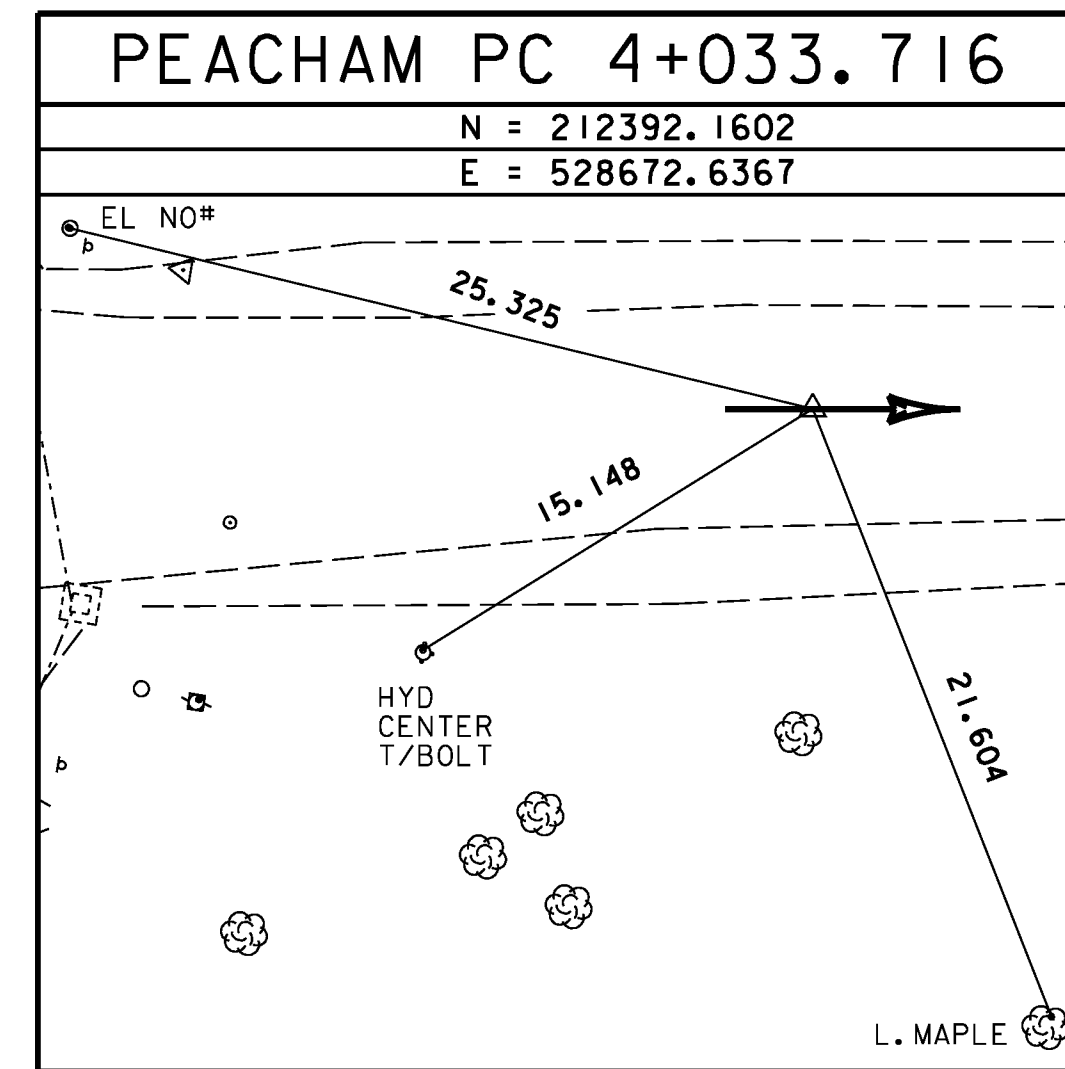 PEACHAM PC 4+033.716
N = 212392.1602
E = 528672.6367
EL NO#
25.325
15.148
HYD
CENTER
T/BOLT
21.604
L. MAPLE